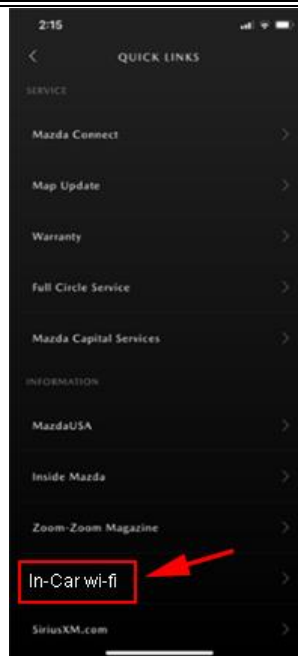 2:15
QUICK LINKS
SERVICE
Mazda Connect
Map Update
Warranty
Full Circle Service
Mazda Capital Services
INFORMATION
MazdaUSA
Inside Mazda
Zoom-Zoom Magazine
In-Car wi-fi
SiriusXM.com